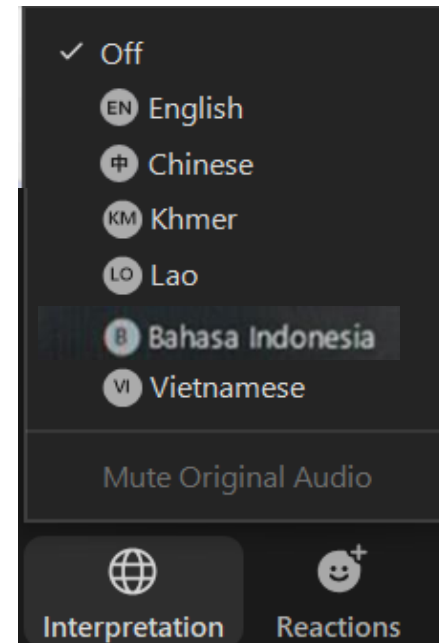 ✓ Off
EN English
中 Chinese
KM Khmer
LO Lao
B Bahasa Indonesia
VI Vietnamese
Mute Original Audio
Interpretation Reactions